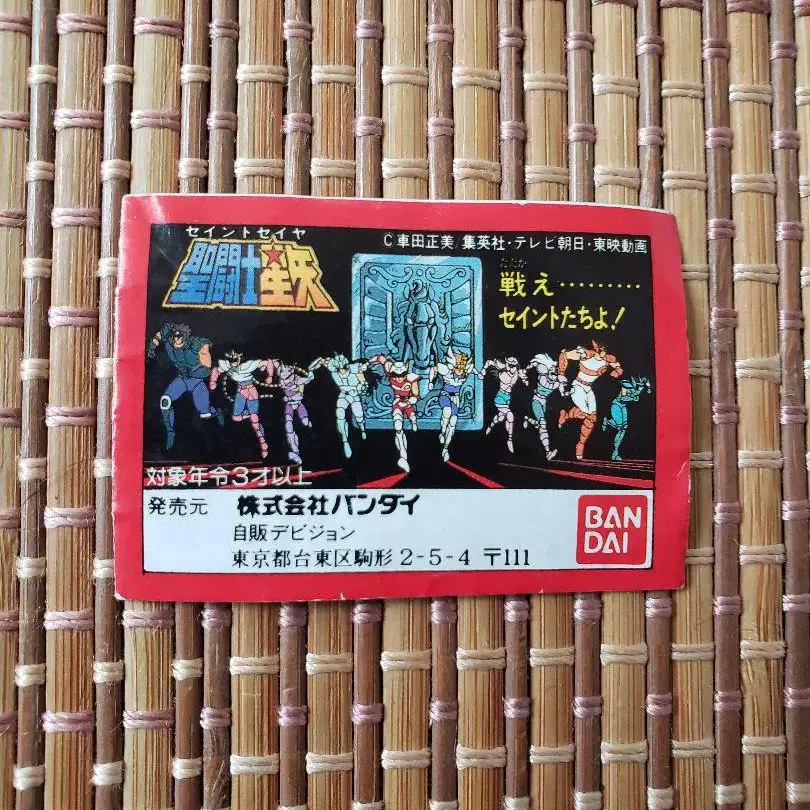 セイントセイヤ
聖闘士星矢
©車田正美/集英社・テレビ朝日・東映動画
たたか
戦え………
セイントたちよ!
対象年令3才以上
発売元 株式会社バンダイ
自販デビジョン
東京都台東区駒形2-5-4 〒111
BAN
DAI